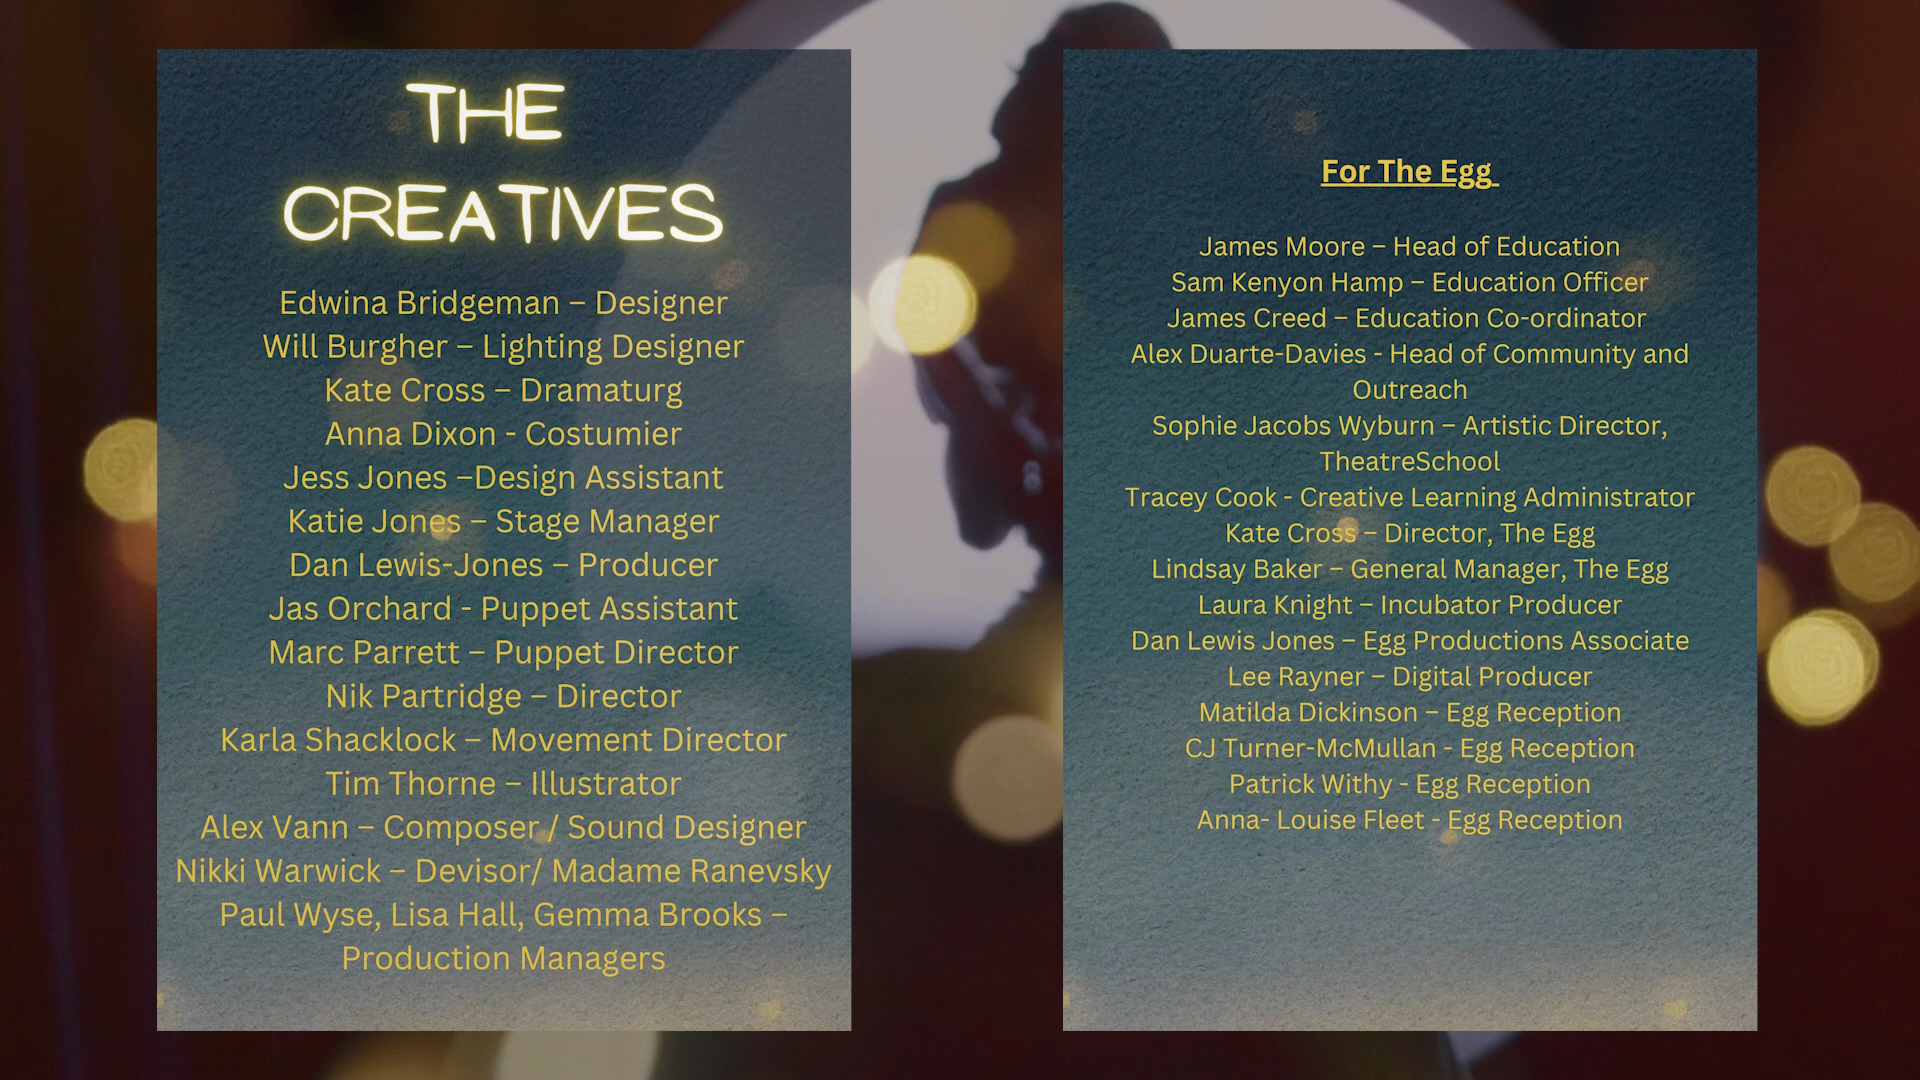 THE
CREATIVES
Edwina Bridgeman – Designer
Will Burgher – Lighting Designer
Kate Cross – Dramaturg
Anna Dixon - Costumier
Jess Jones –Design Assistant
Katie Jones – Stage Manager
Dan Lewis-Jones – Producer
Jas Orchard - Puppet Assistant
Marc Parrett – Puppet Director
Nik Partridge – Director
Karla Shacklock – Movement Director
Tim Thorne – Illustrator
Alex Vann – Composer / Sound Designer
Nikki Warwick – Devisor/ Madame Ranevsky
Paul Wyse, Lisa Hall, Gemma Brooks –
Production Managers
For The Egg
James Moore – Head of Education
Sam Kenyon Hamp – Education Officer
James Creed – Education Co-ordinator
Alex Duarte-Davies - Head of Community and
Outreach
Sophie Jacobs Wyburn – Artistic Director,
TheatreSchool
Tracey Cook - Creative Learning Administrator
Kate Cross – Director, The Egg
Lindsay Baker – General Manager, The Egg
Laura Knight – Incubator Producer
Dan Lewis Jones – Egg Productions Associate
Lee Rayner – Digital Producer
Matilda Dickinson – Egg Reception
CJ Turner-McMullan - Egg Reception
Patrick Withy - Egg Reception
Anna- Louise Fleet - Egg Reception